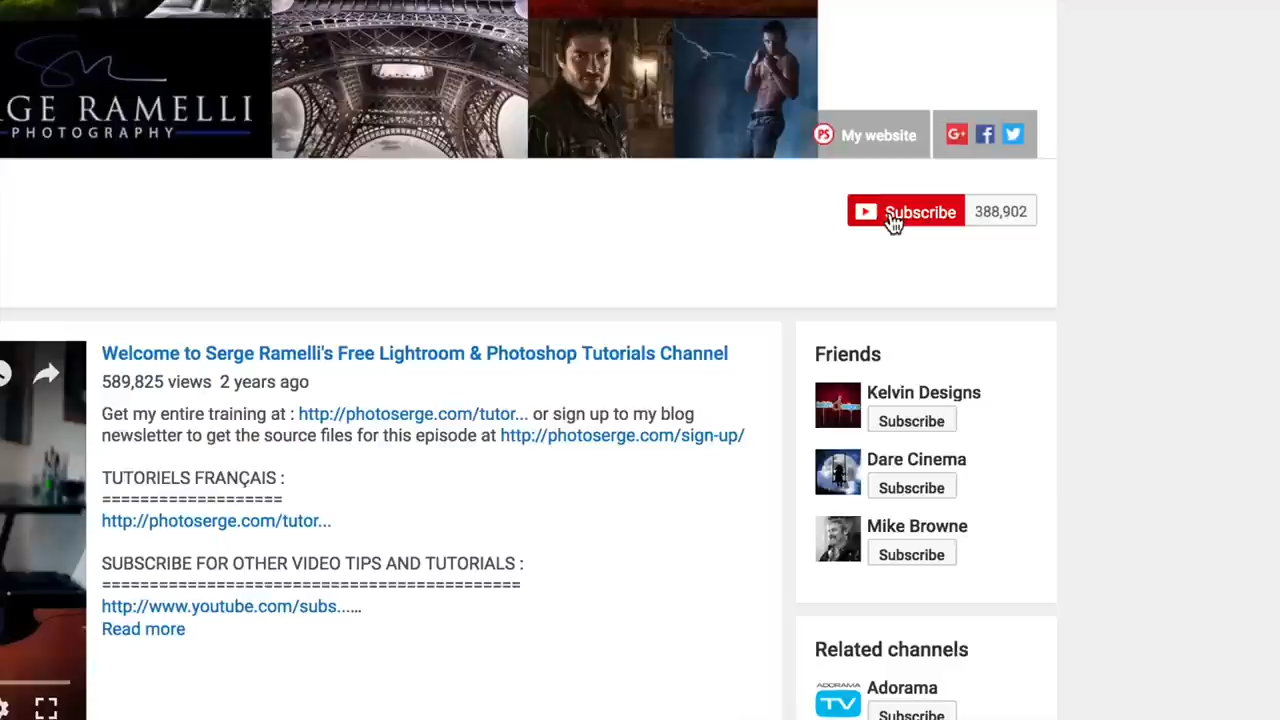 GE RAMELLI
PHOTOGRAPHY
PS My website
G+
Subscribe 388,902
Welcome to Serge Ramelli's Free Lightroom & Photoshop Tutorials Channel
589,825 views 2 years ago
Get my entire training at : http://photoserge.com/tutor... or sign up to my blog
newsletter to get the source files for this episode at http://photoserge.com/sign-up/
TUTORIELS FRANÇAIS :
==================
http://photoserge.com/tutor...
SUBSCRIBE FOR OTHER VIDEO TIPS AND TUTORIALS :
==========================================
http://www.youtube.com/subs......
Read more
Friends
Kelvin Designs
Subscribe
Dare Cinema
Subscribe
Mike Browne
Subscribe
Related channels
ADORAMA
TV
Adorama
Subscribe